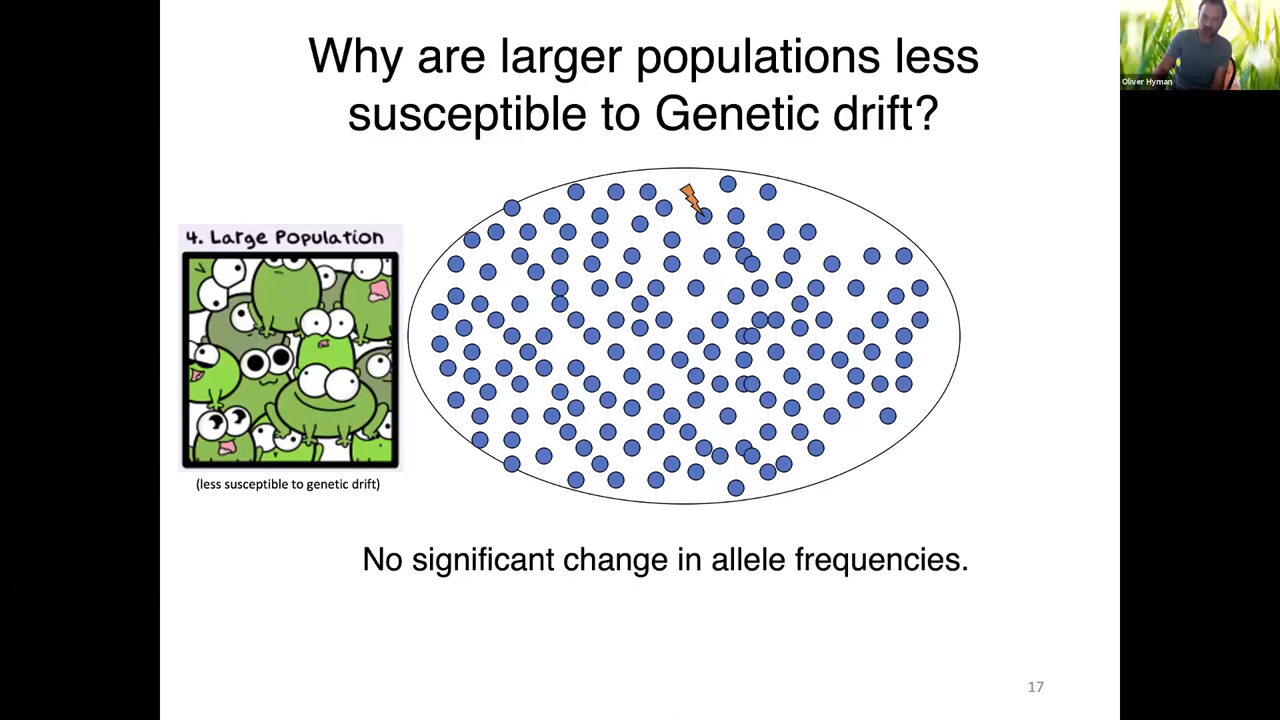 Why are larger populations less
susceptible to Genetic drift?
Oliver Hyman
4. Large Population
(less susceptible to genetic drift)
No significant change in allele frequencies.
17